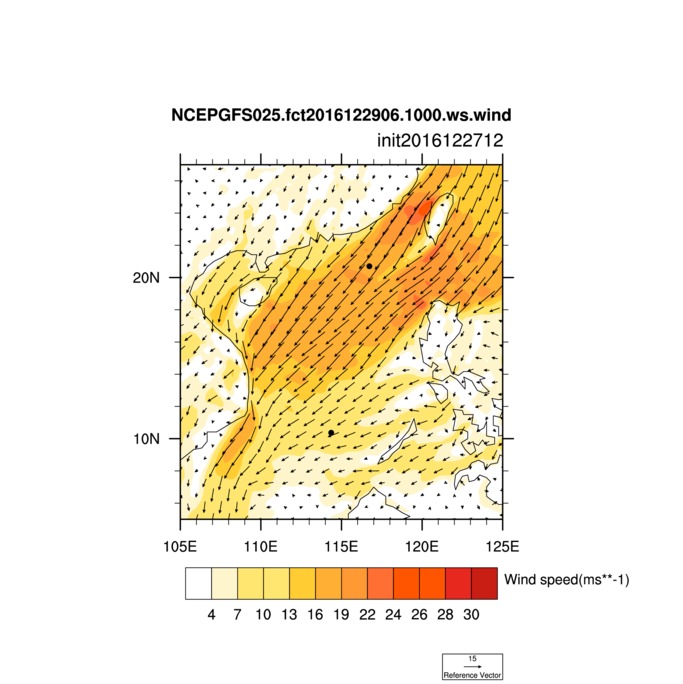 NCEPGFS025.fct2016122906.1000.ws.wind
init2016122712
20N
10N
105E 110E 115E 120E 125E
Wind speed(ms**-1)
4 7 10 13 16 19 22 24 26 28 30
15
Reference Vector